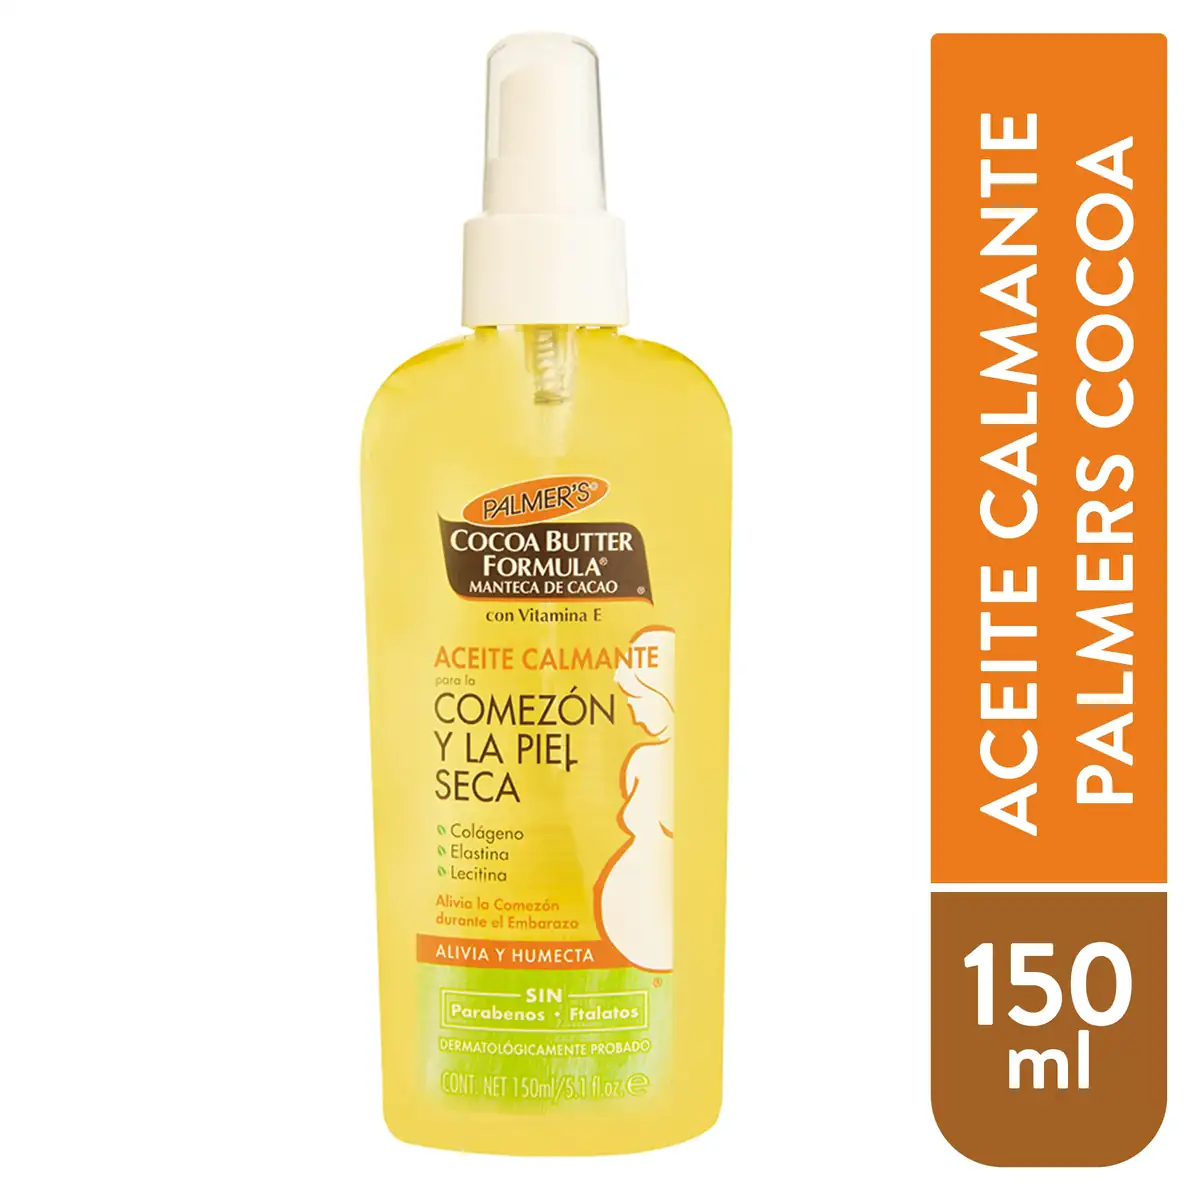 PALMER'S®
COCOA BUTTER
FORMULA®
MANTECA DE CACAO ®
con Vitamina E
ACEITE CALMANTE
para la
COMEZÓN
Y LA PIEL
SECA
Colágeno
Elastina
Lecitina
Alivia la Comezón
durante el Embarazo
ALIVIA Y HUMECTA
®
SIN
Parabenos • Ftalatos
DERMATOLÓGICAMENTE PROBADO
CONT. NET 150ml/5.1 fl.oz. e
ACEITE CALMANTE
PALMERS COCOA
150
ml